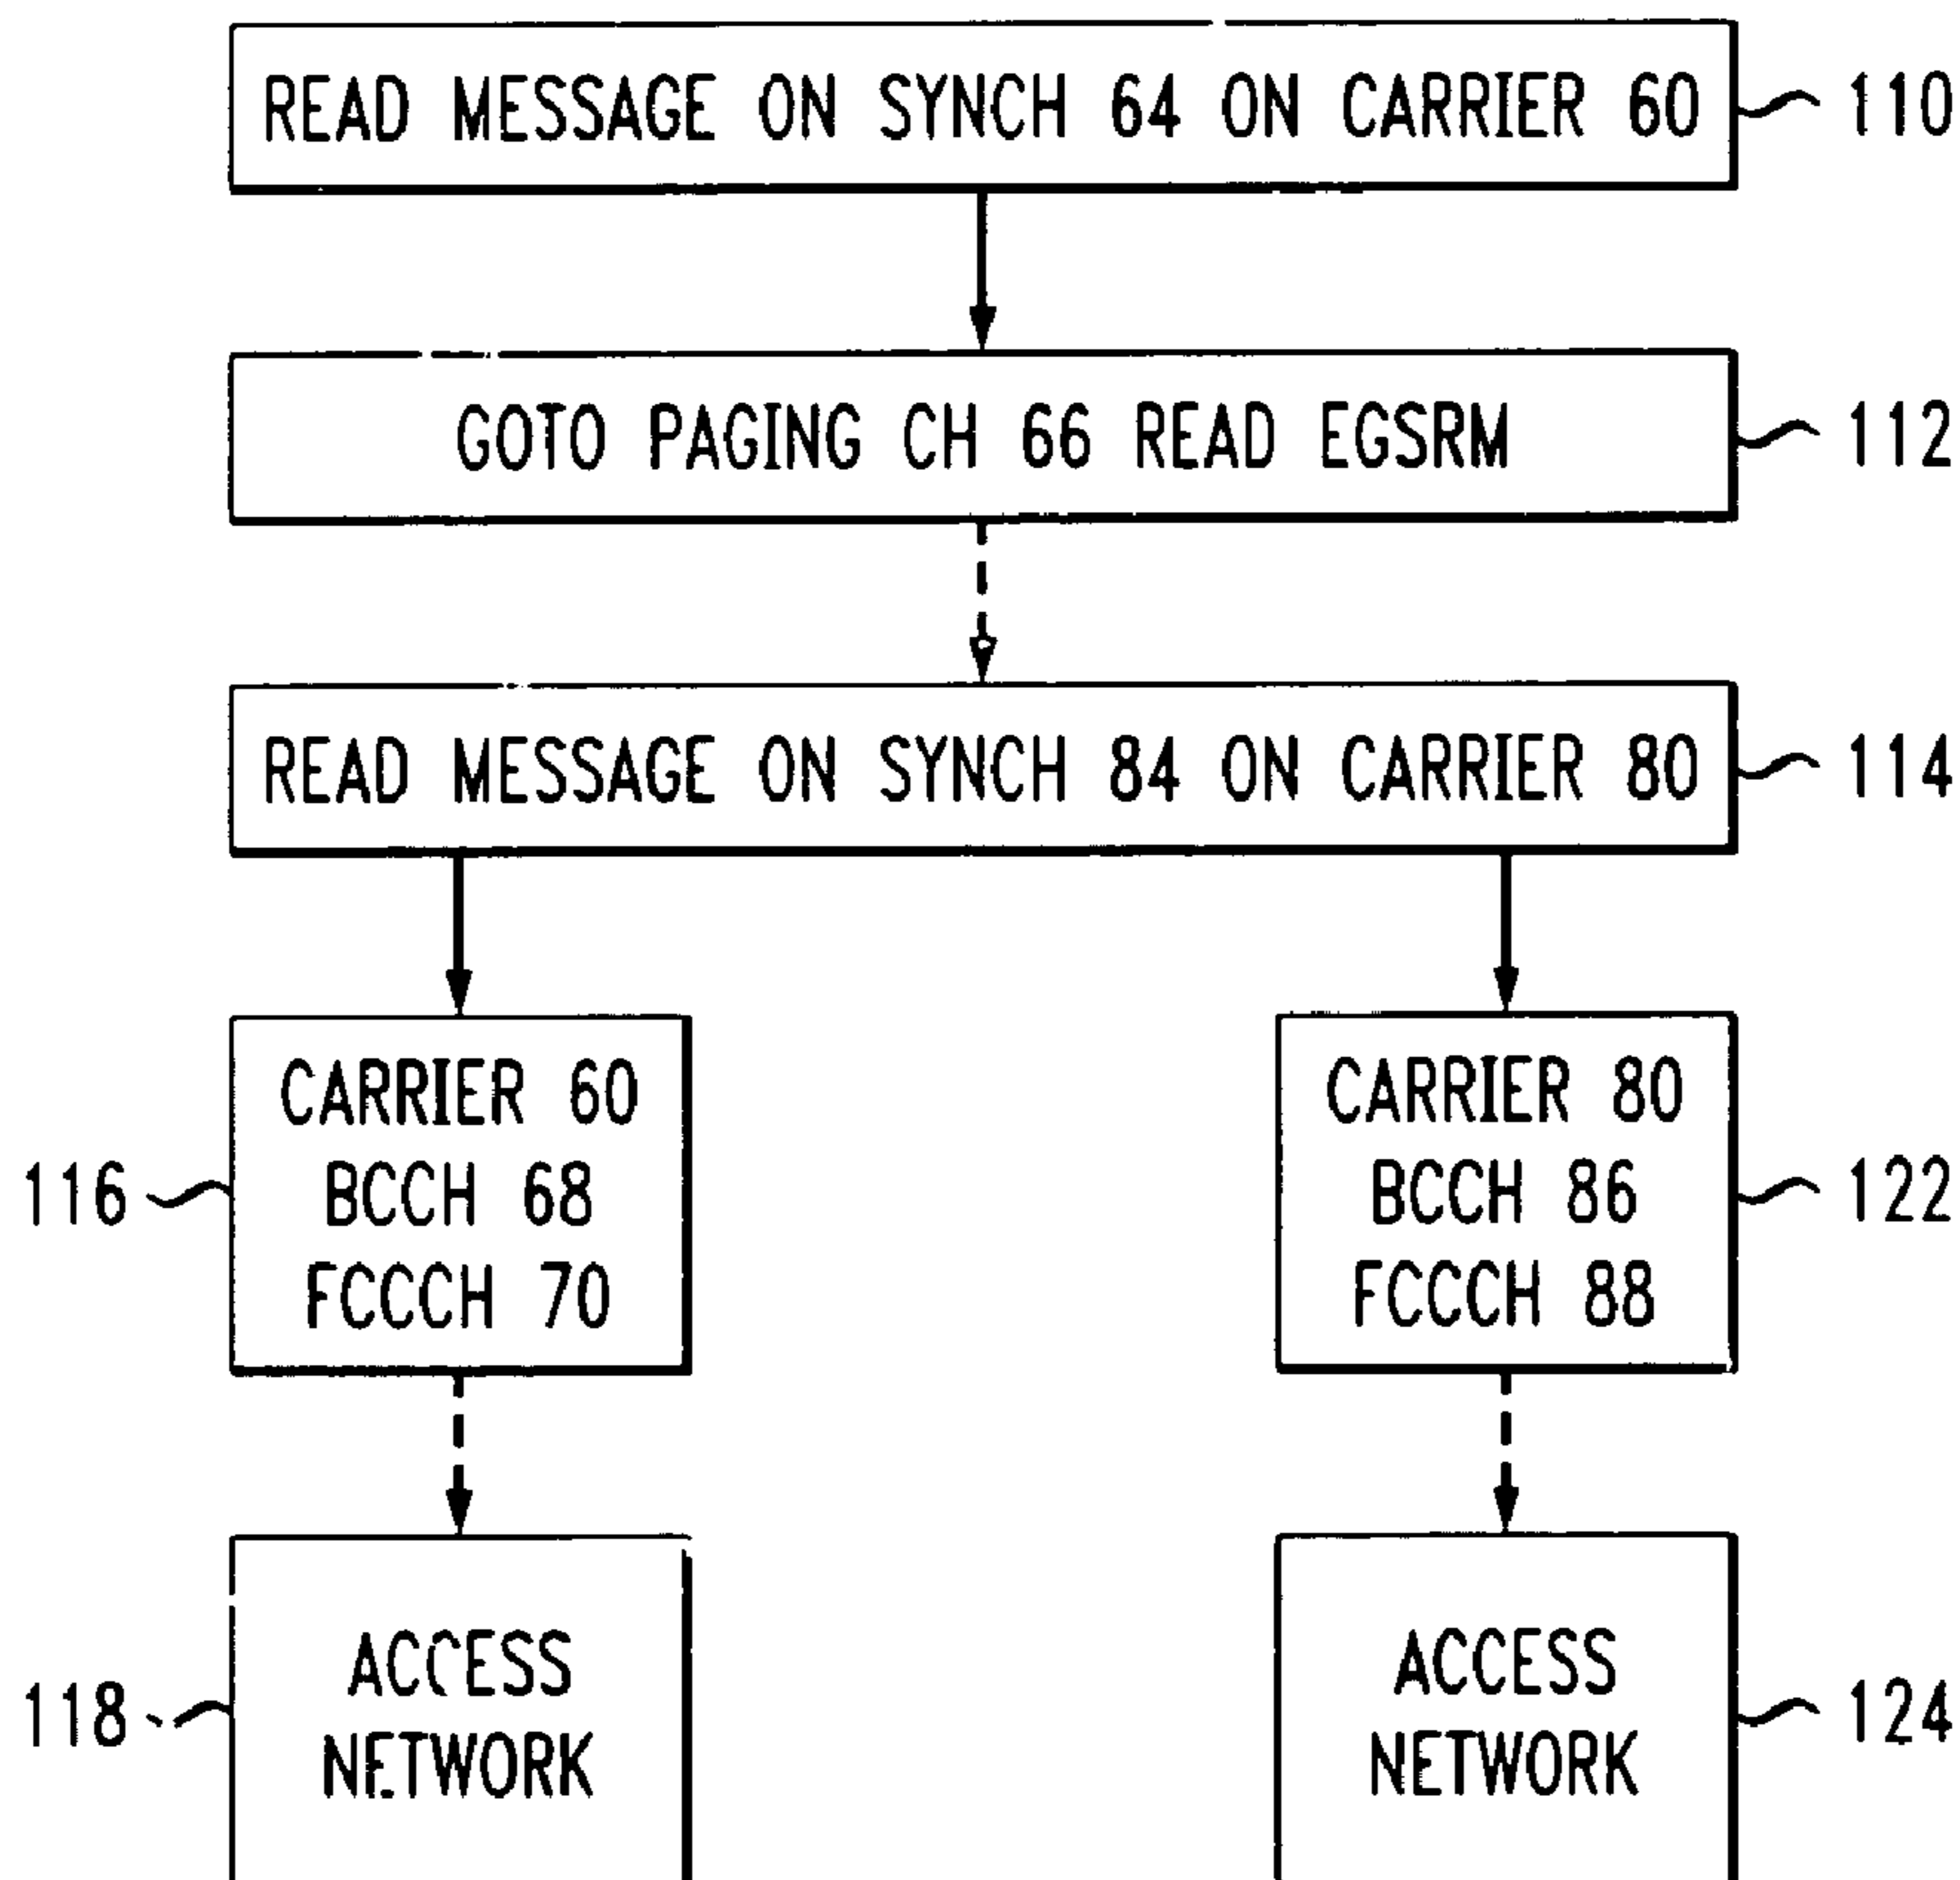 READ MESSAGE ON SYNCH 64 ON CARRIER 60
110
GOTO PAGING CH 66 READ EGSRM
112
READ MESSAGE ON SYNCH 84 ON CARRIER 80
114
CARRIER 60
BCCH 68
FCCCH 70
116
CARRIER 80
BCCH 86
FCCCH 88
122
ACCESS
NETWORK
118
ACCESS
NETWORK
124